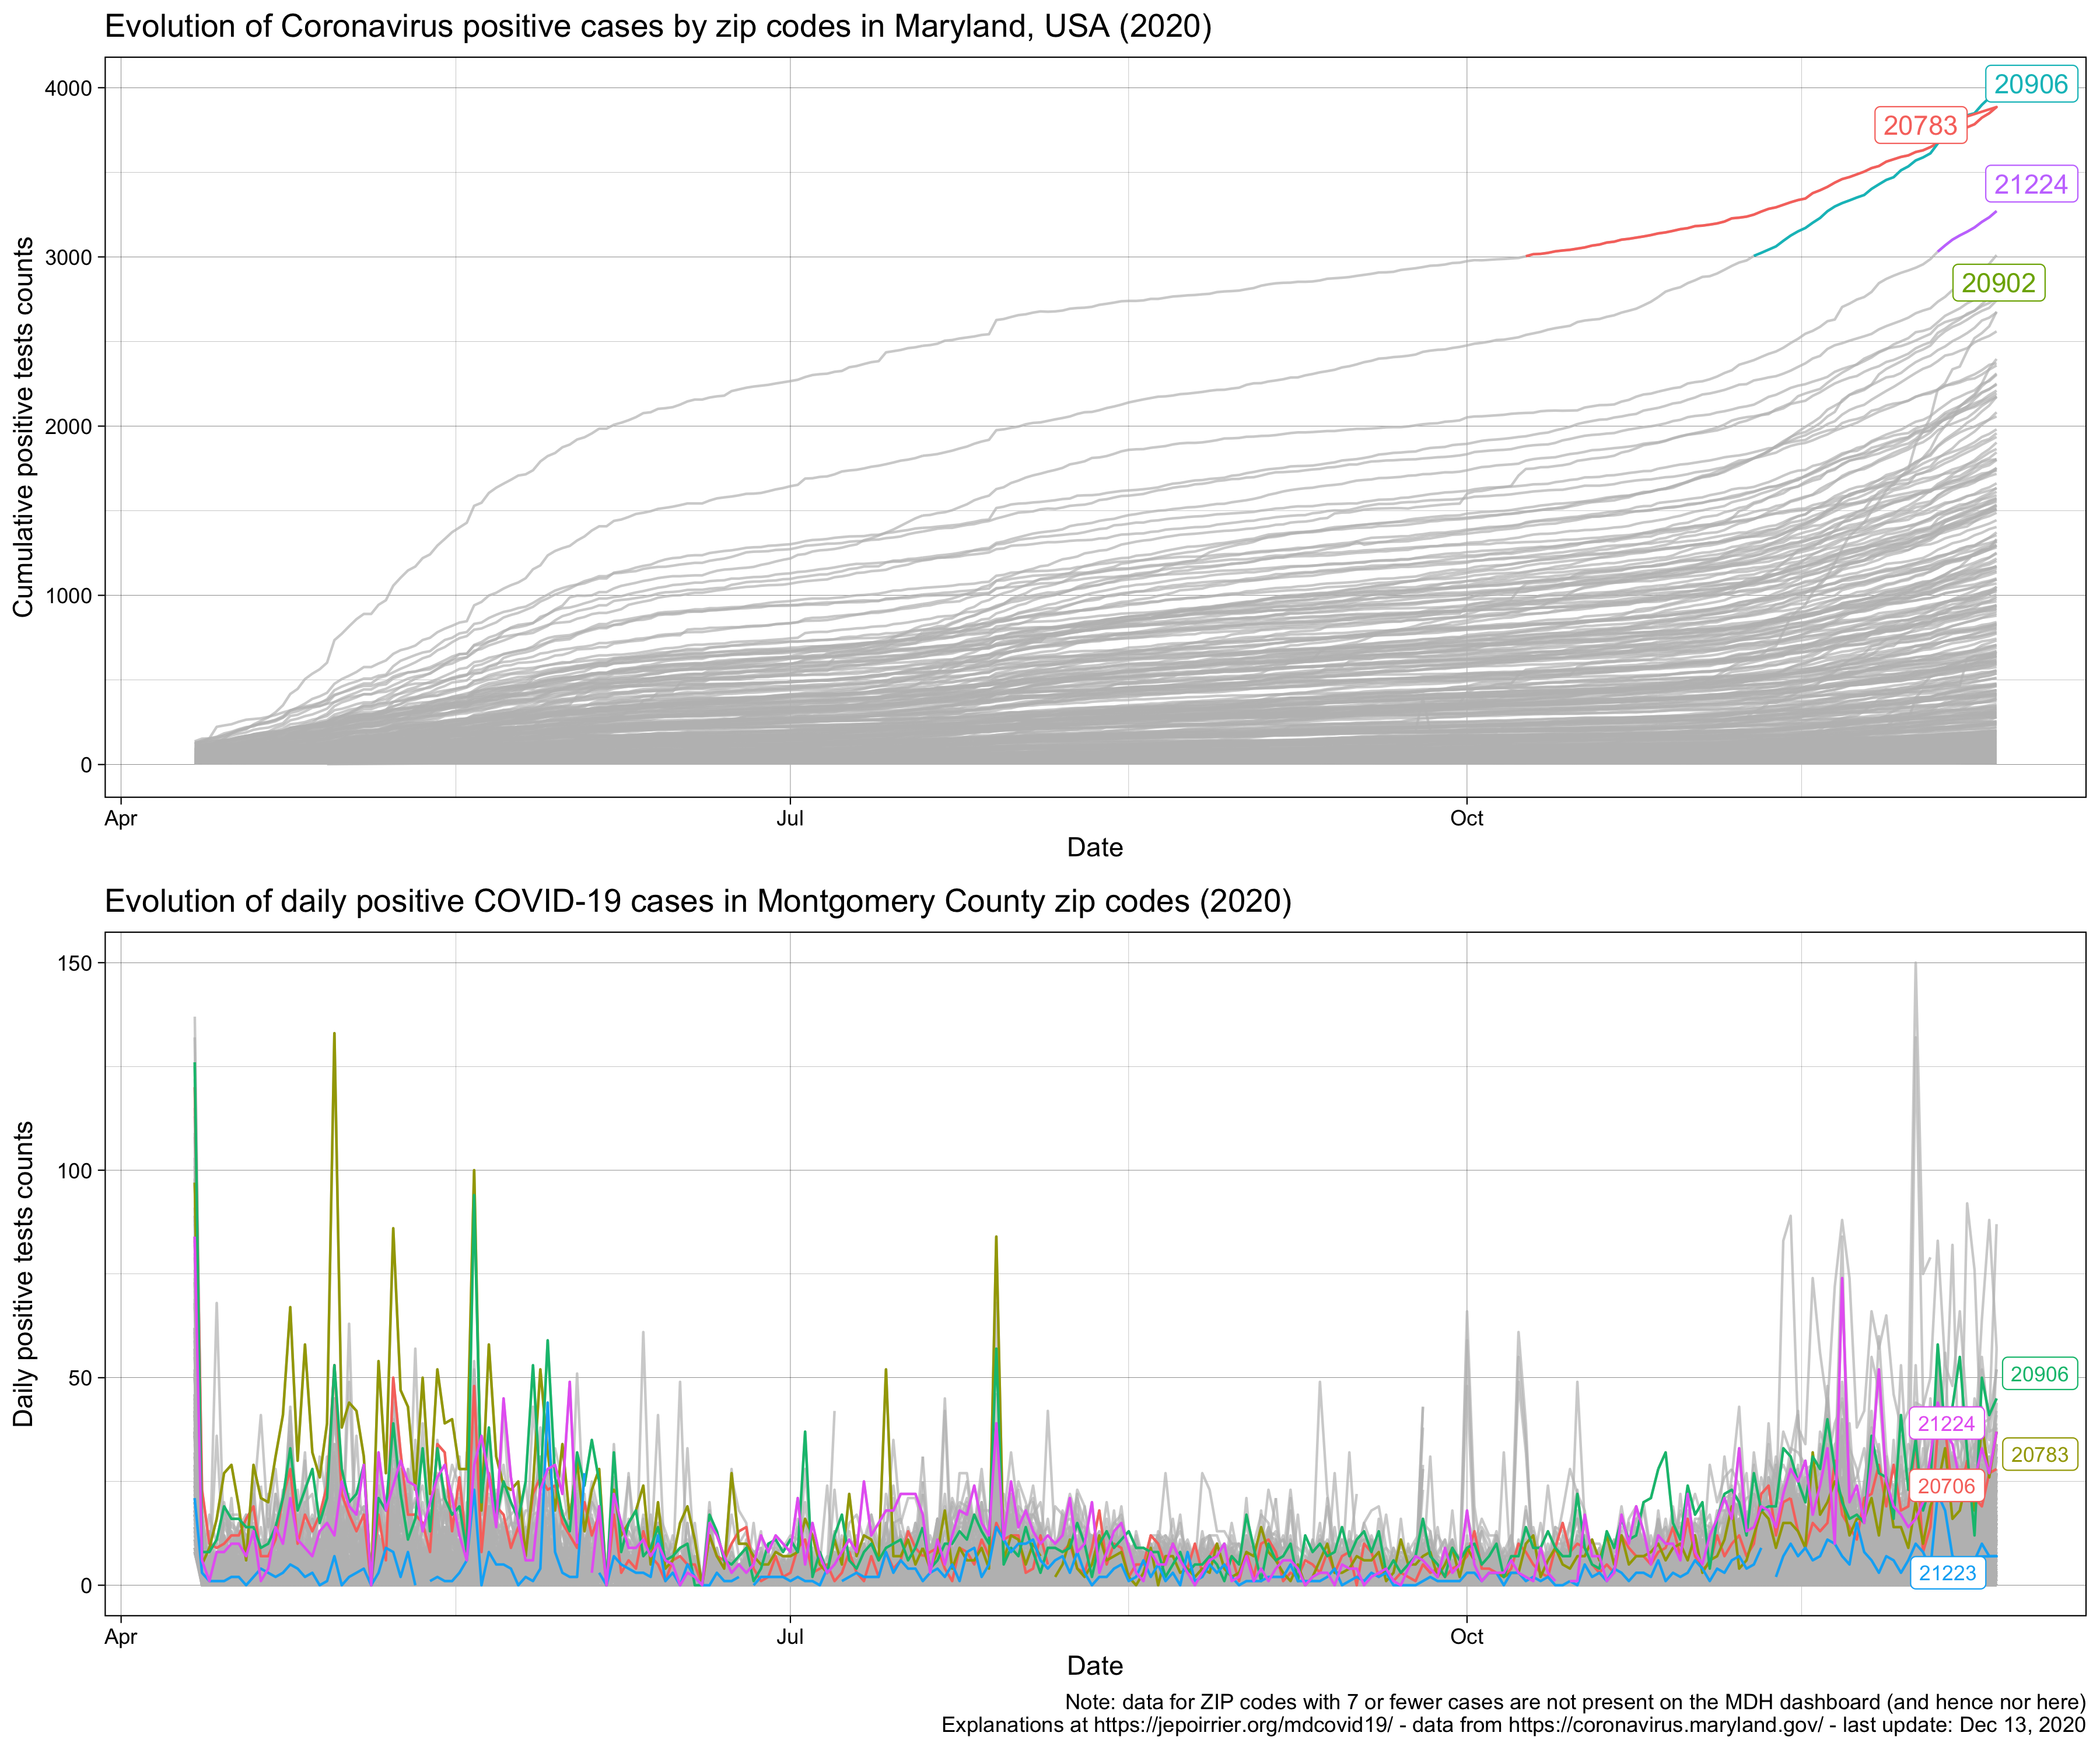 Evolution of Coronavirus positive cases by zip codes in Maryland, USA (2020)
Cumulative positive tests counts
4000
3000
2000
1000
0
20906
20783
21224
20902
Apr
Jul
Oct
Date
Evolution of daily positive COVID-19 cases in Montgomery County zip codes (2020)
Daily positive tests counts
150
100
50
0
20906
21224
20783
20706
21223
Apr
Jul
Oct
Date
Note: data for ZIP codes with 7 or fewer cases are not present on the MDH dashboard (and hence nor here)
Explanations at https://jepoirrier.org/mdcovid19/ - data from https://coronavirus.maryland.gov/ - last update: Dec 13, 2020